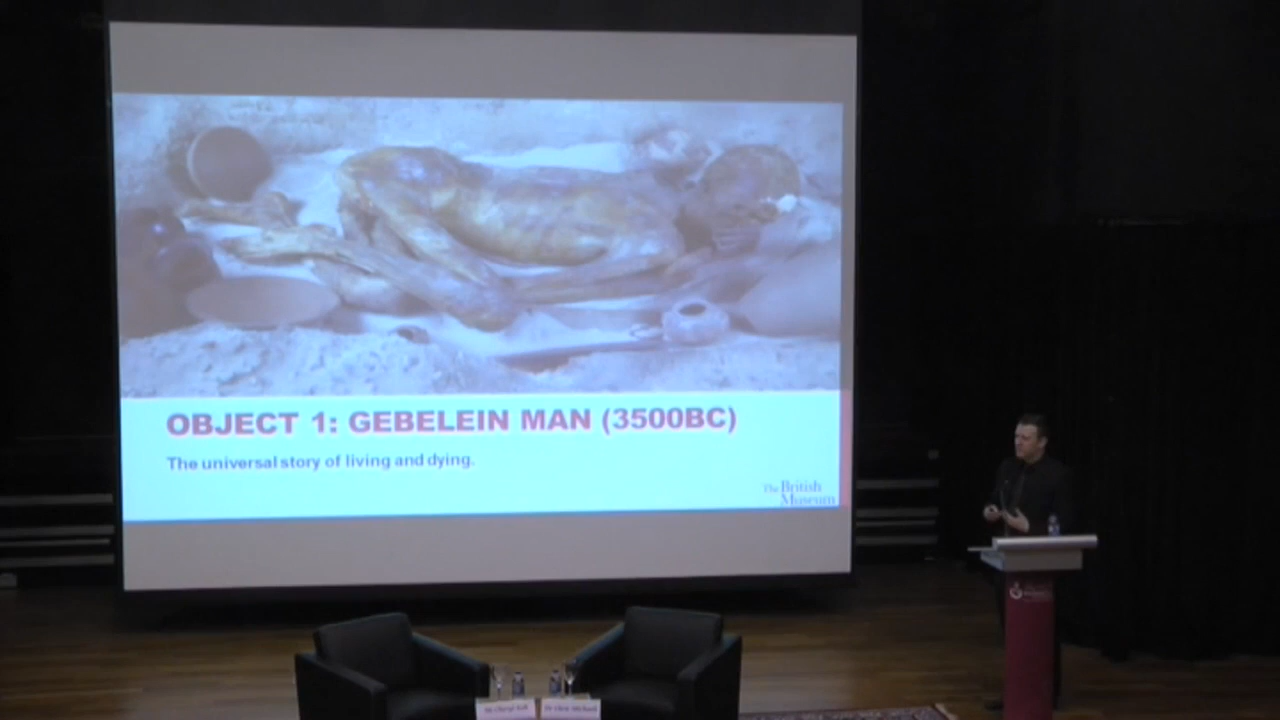 OBJECT 1: GEBELEIN MAN (3500BC)
The universal story of living and dying.
The British
Museum